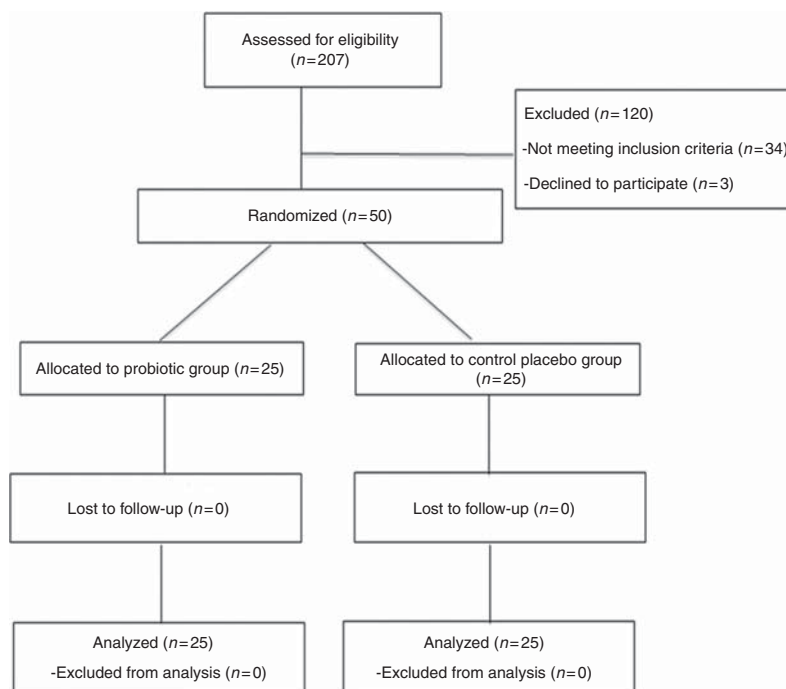 Assessed for eligibility
(n=207)
Excluded (n=120)
-Not meeting inclusion criteria (n=34)
-Declined to participate (n=3)
Randomized (n=50)
Allocated to probiotic group (n=25)
Allocated to control placebo group
(n=25)
Lost to follow-up (n=0)
Lost to follow-up (n=0)
Analyzed (n=25)
-Excluded from analysis (n=0)
Analyzed (n=25)
-Excluded from analysis (n=0)